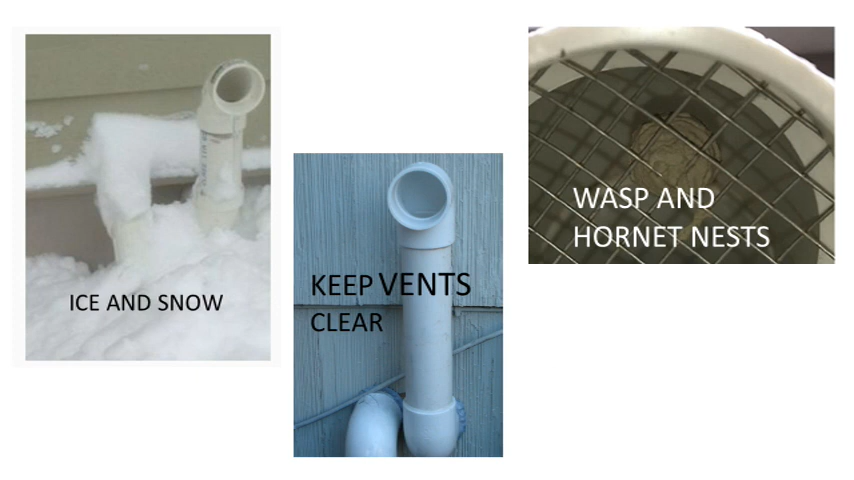 ICE AND SNOW
KEEP VENTS
CLEAR
WASP AND
HORNET NESTS